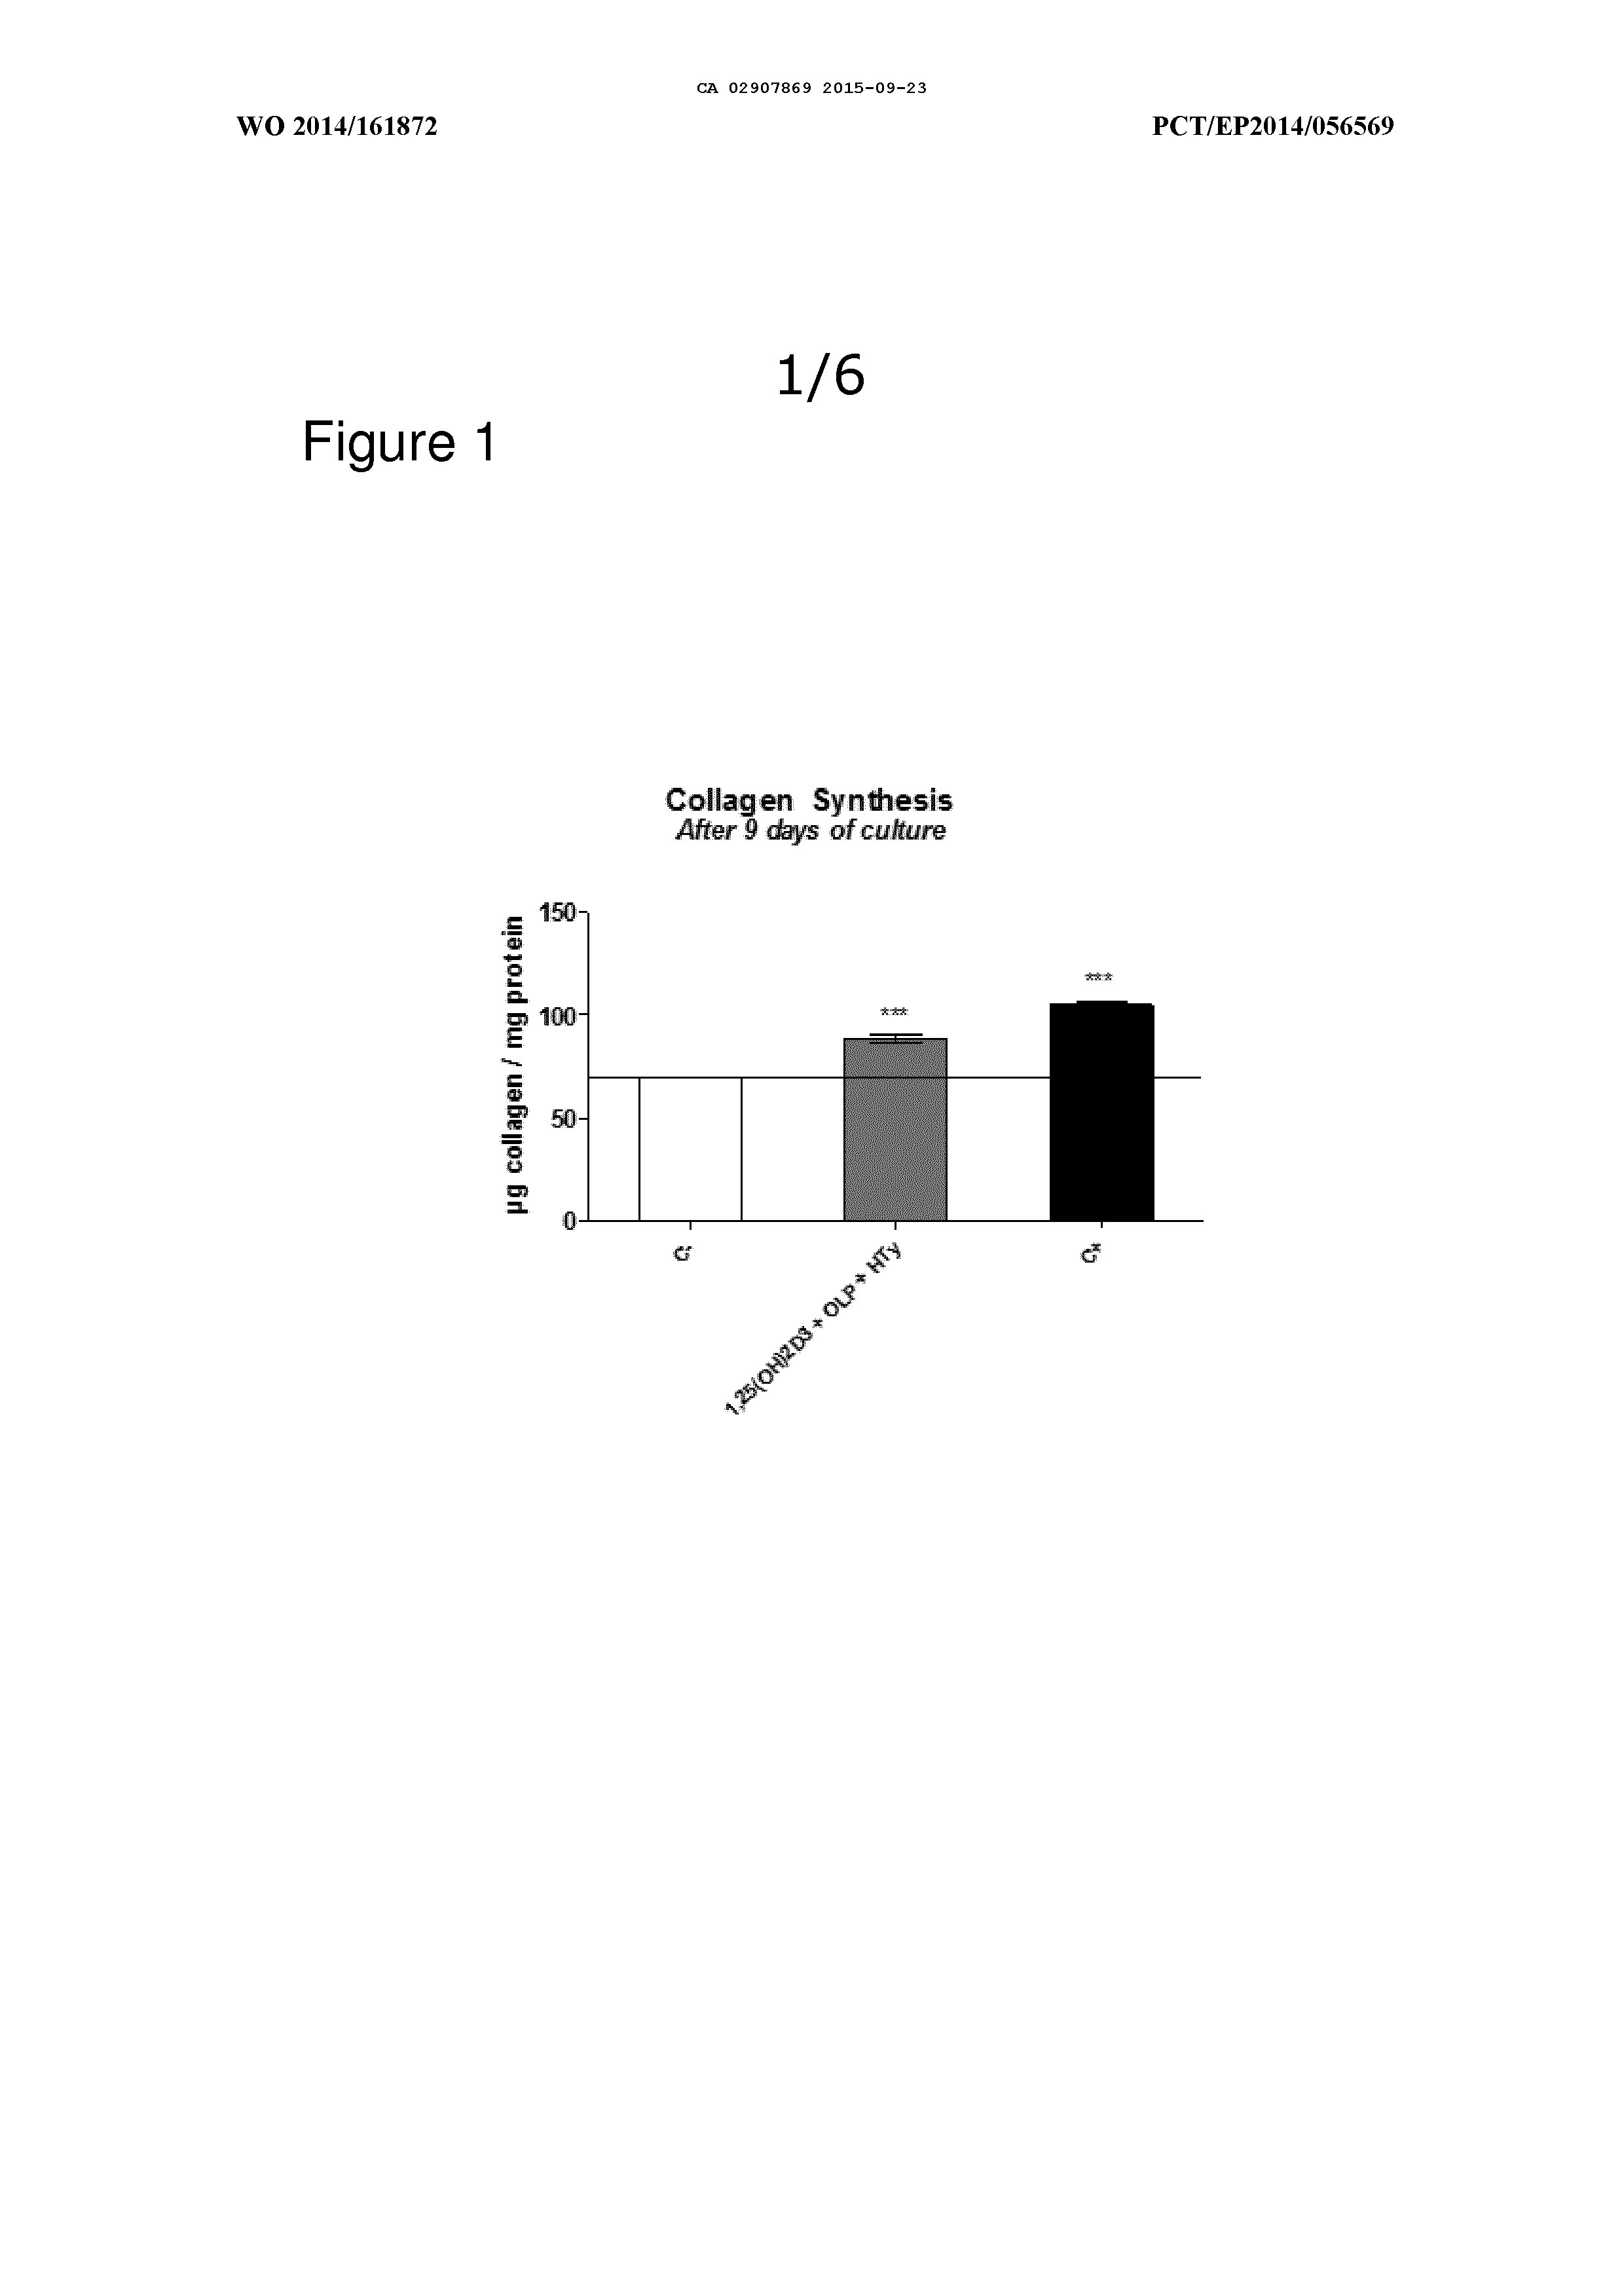 CA 02907869 2015-09-23
WO 2014/161872 PCT/EP2014/056569
1/6
Figure 1
Collagen Synthesis
After 9 days of culture
µg collagen / mg protein
150
100
50
0
***
***
C-
1,25(OH)2D3 + OLP + HTy
C+